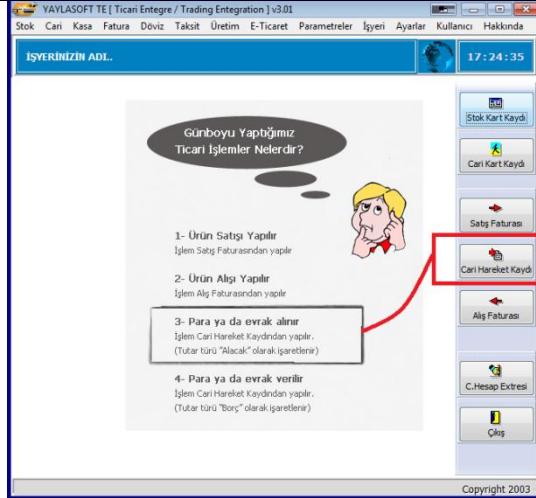 YAYLASOFT TE [ Ticari Entegre / Trading Entegration ] v3.01
Stok Cari Kasa Fatura Döviz Taksit Üretim E-Ticaret Parametreler İşyeri Ayarlar Kullanıcı Hakkında
İŞYERİNİZİN ADI..
17:24:35
Günboyu Yaptığımız
Ticari İşlemler Nelerdir?
1- Ürün Satışı Yapılır
İşlem Satış Faturasından yapılır
2- Ürün Alışı Yapılır
İşlem Alış Faturasından yapılır
3- Para ya da evrak alınır
İşlem Cari Hareket Kaydından yapılır.
(Tutar türü "Alacak" olarak işaretlenir)
4- Para ya da evrak verilir
İşlem Cari Hareket Kaydından yapılır.
(Tutar türü "Borç" olarak işaretlenir)
Stok Kart Kaydı
Cari Kart Kaydı
Satış Faturası
Cari Hareket Kaydı
Alış Faturası
C.Hesap Extresi
Çıkış
Copyright 2003